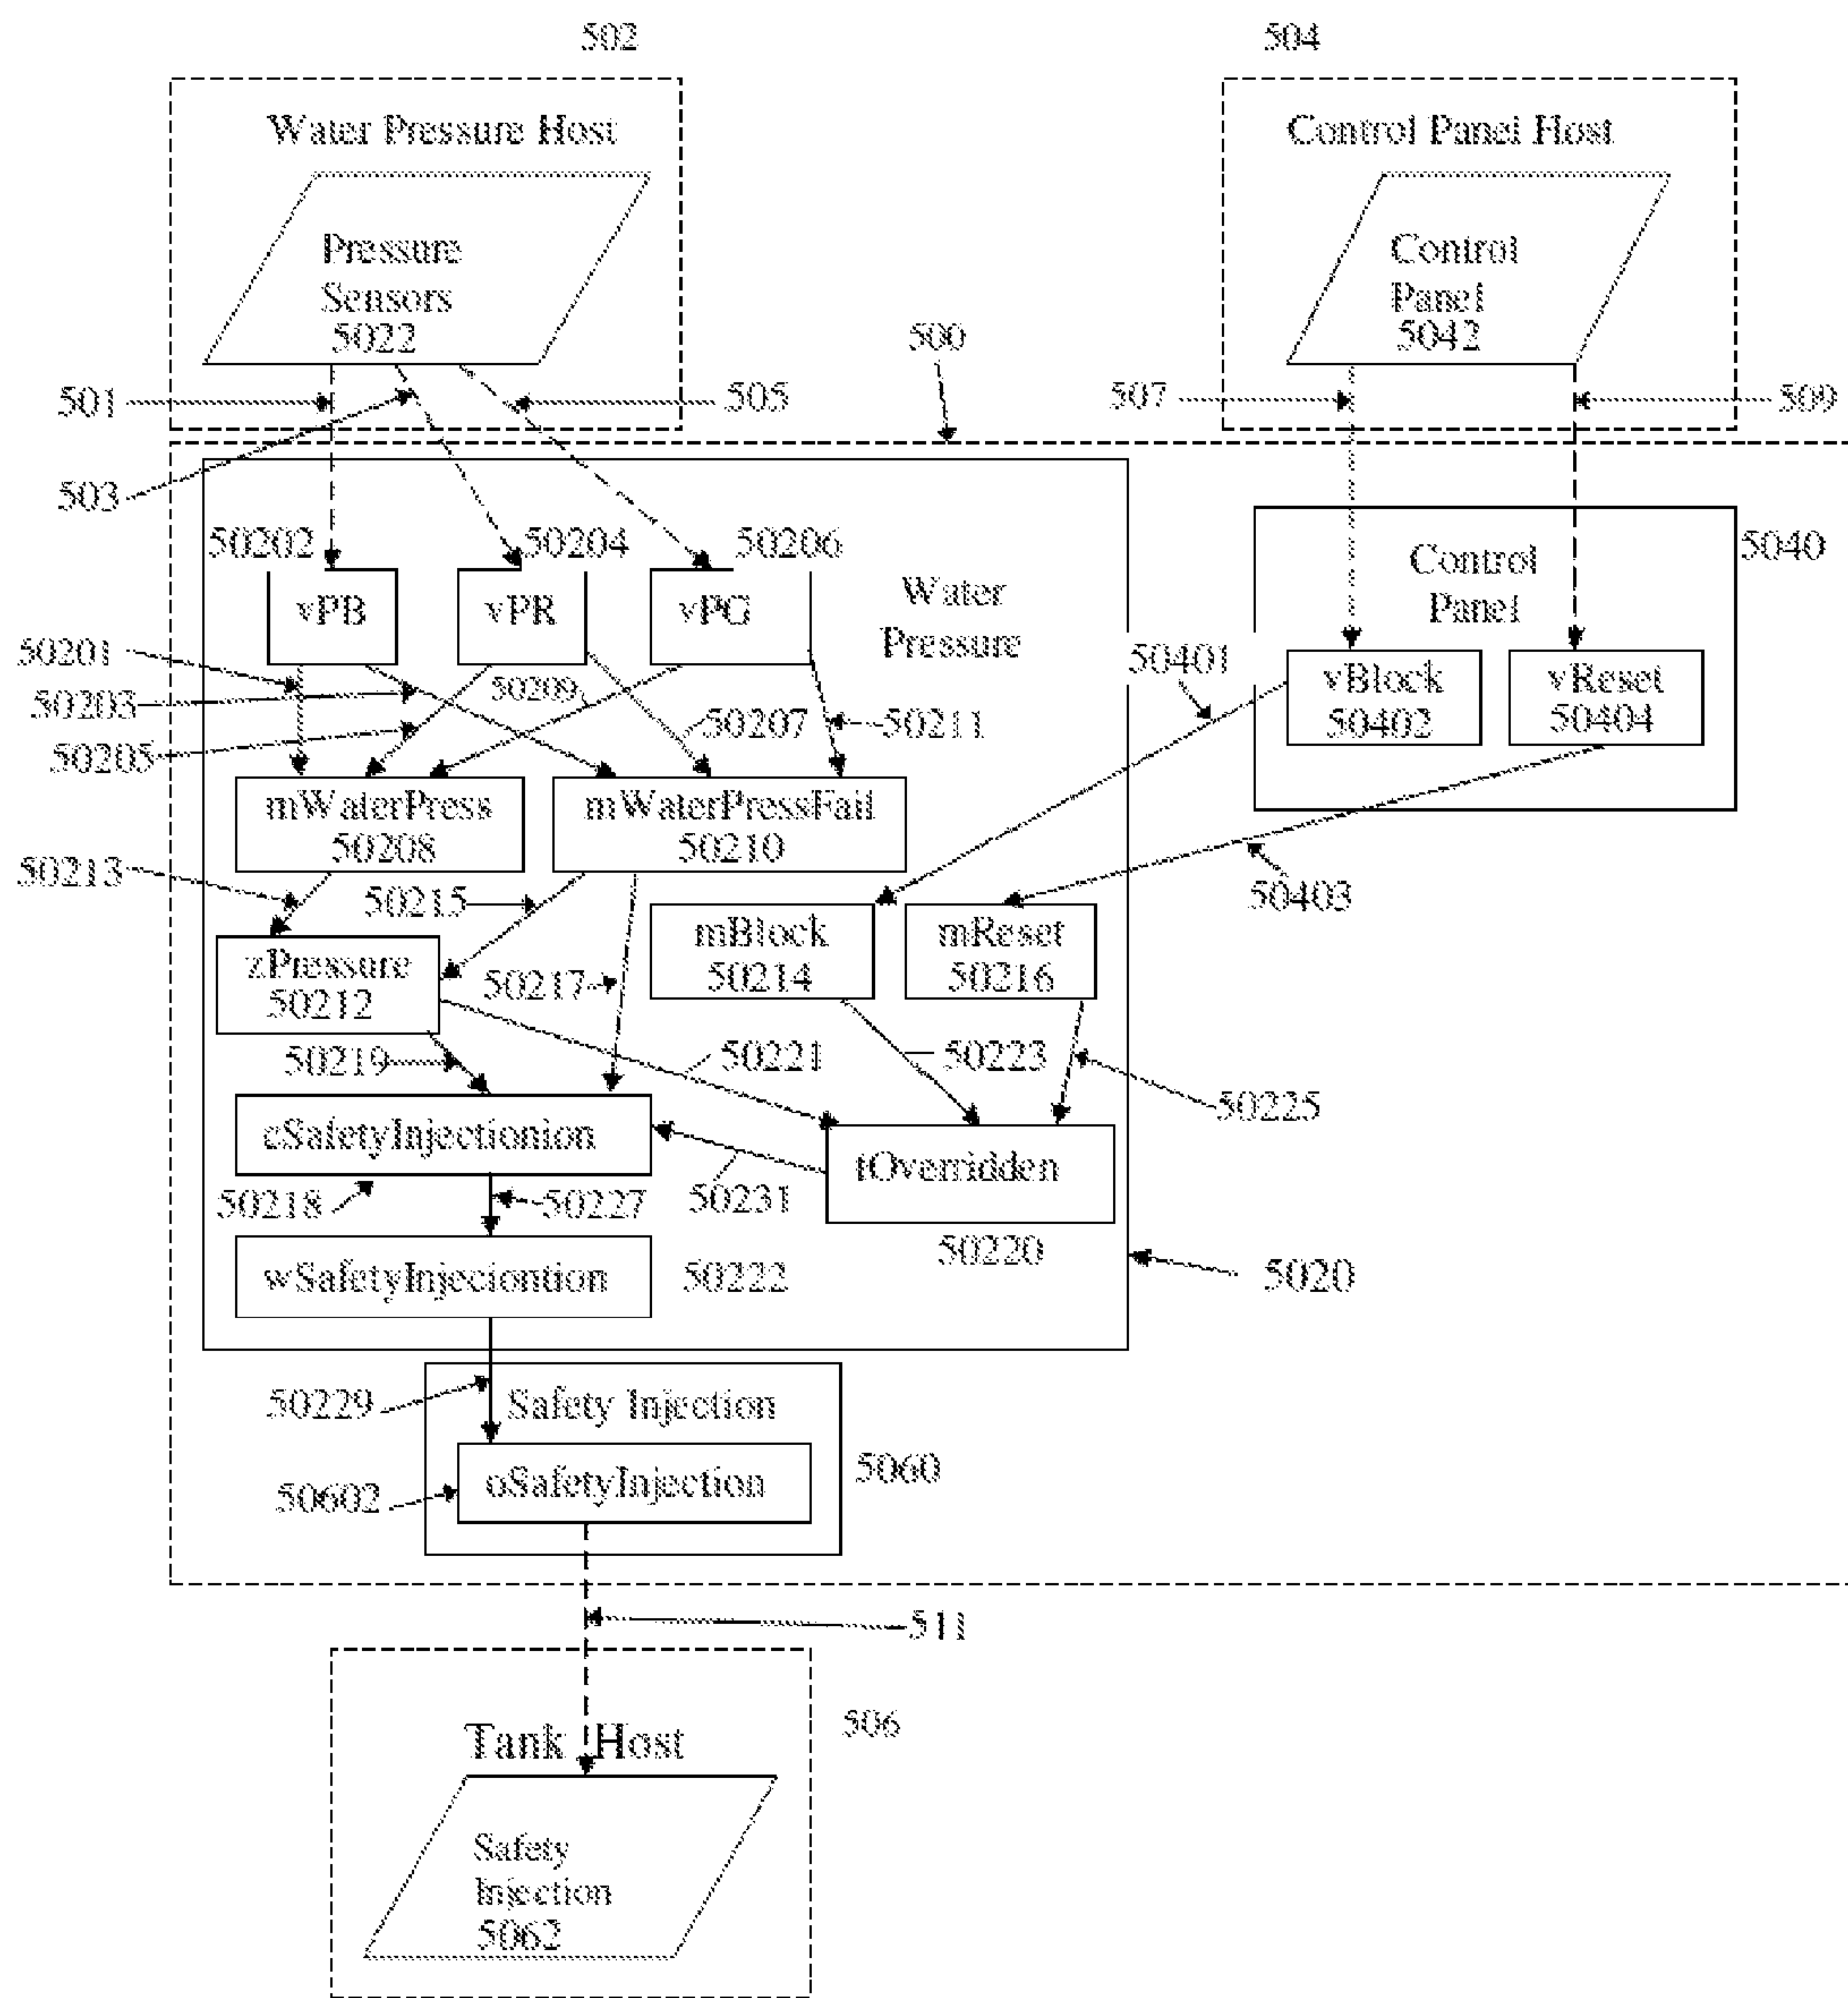 502
504
Water Pressure Host
Control Panel Host
Pressure
Sensors
5022
Control
Panel
5042
500
501
505
507
509
503
50202
50204
50206
5040
Control
Panel
vPB
vPR
vPG
Water
Pressure
50201
50203
50209
50401
vBlock
50402
vReset
50404
50205
50207
50211
mWaterPress
50208
mWaterPressFail
50210
50213
50215
50403
mBlock
50214
mReset
50216
zPressure
50212
50217
50219
50221
50223
50225
cSafetyInjectionion
tOverridden
50218
50227
50231
50220
wSafetyInjeciontion
50222
5020
50229
Safety Injection
5060
oSafetyInjection
50602
511
506
Tank Host
Safety
Injection
5062